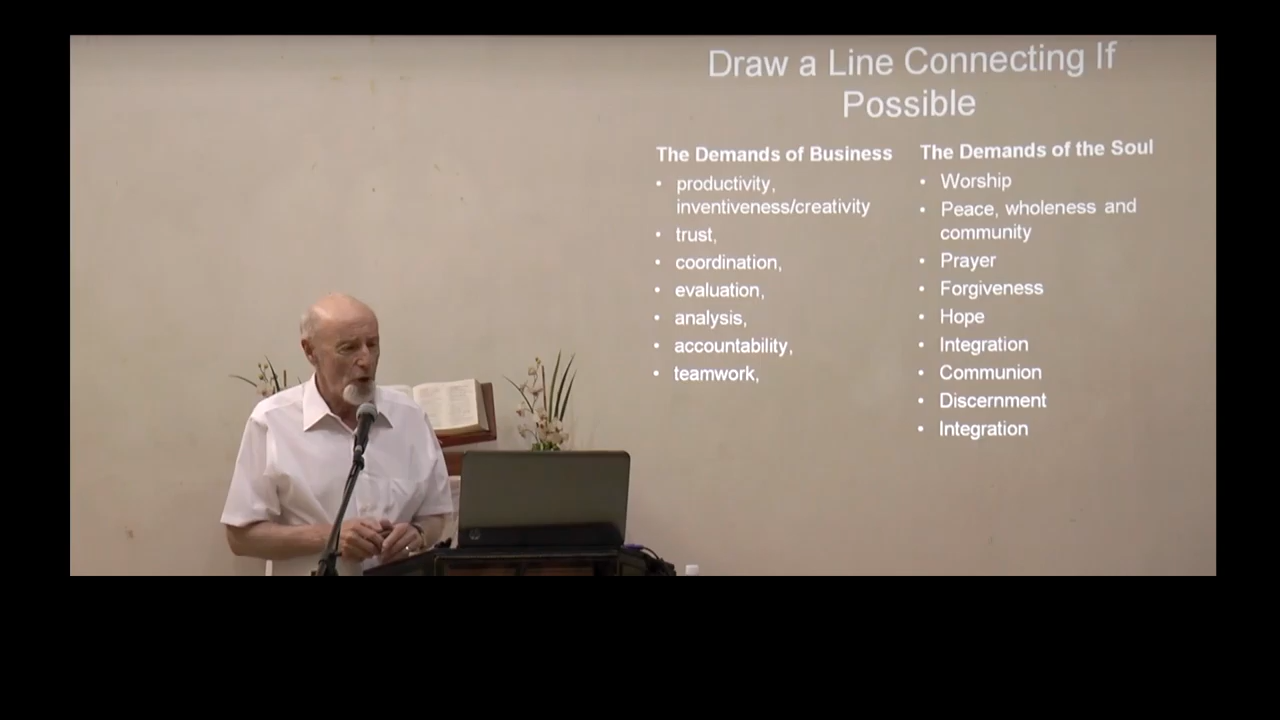 Draw a Line Connecting If
Possible
The Demands of Business
• productivity,
inventiveness/creativity
• trust,
• coordination,
• evaluation,
• analysis,
• accountability,
• teamwork,
The Demands of the Soul
• Worship
• Peace, wholeness and
community
• Prayer
• Forgiveness
• Hope
• Integration
• Communion
• Discernment
• Integration